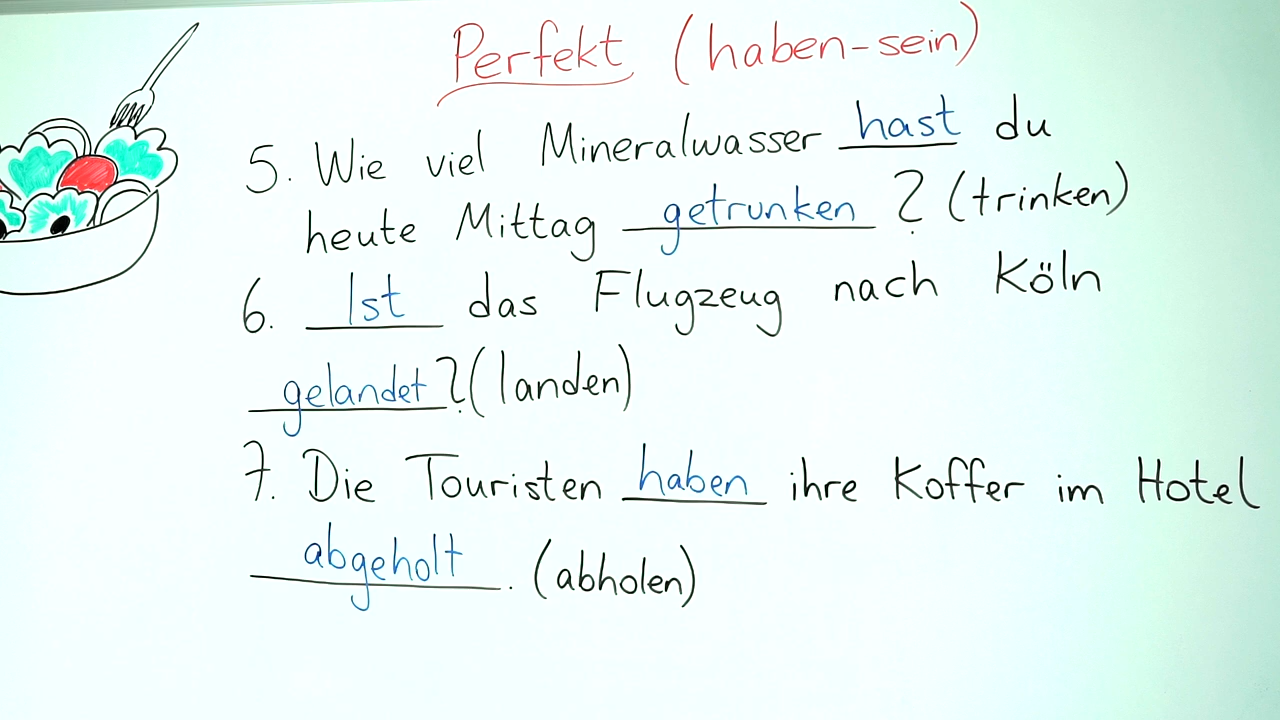 Perfekt (haben-sein)
5. Wie viel Mineralwasser hast du
heute Mittag getrunken ? (trinken)
6. Ist das Flugzeug nach Köln
gelandet ? (landen)
7. Die Touristen haben ihre Koffer im Hotel
abgeholt . (abholen)